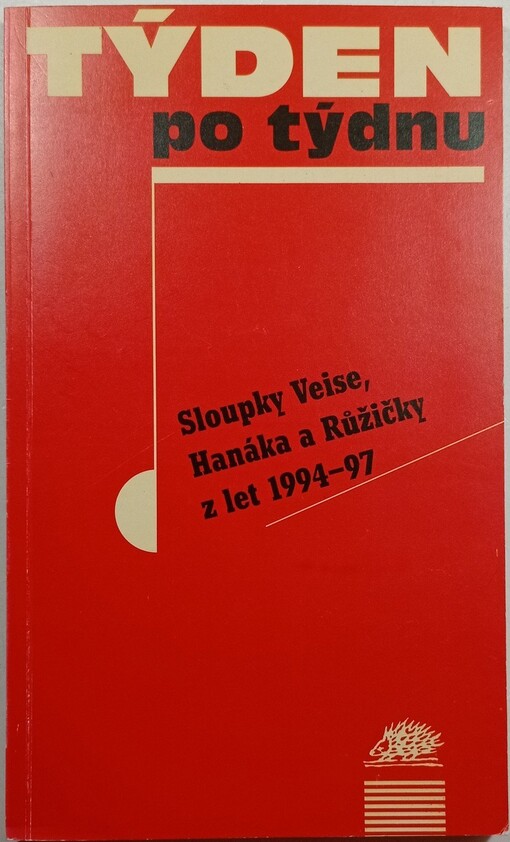 TÝDEN
po týdnu
Sloupky Veise,
Hanáka a Růžičky
z let 1994–97